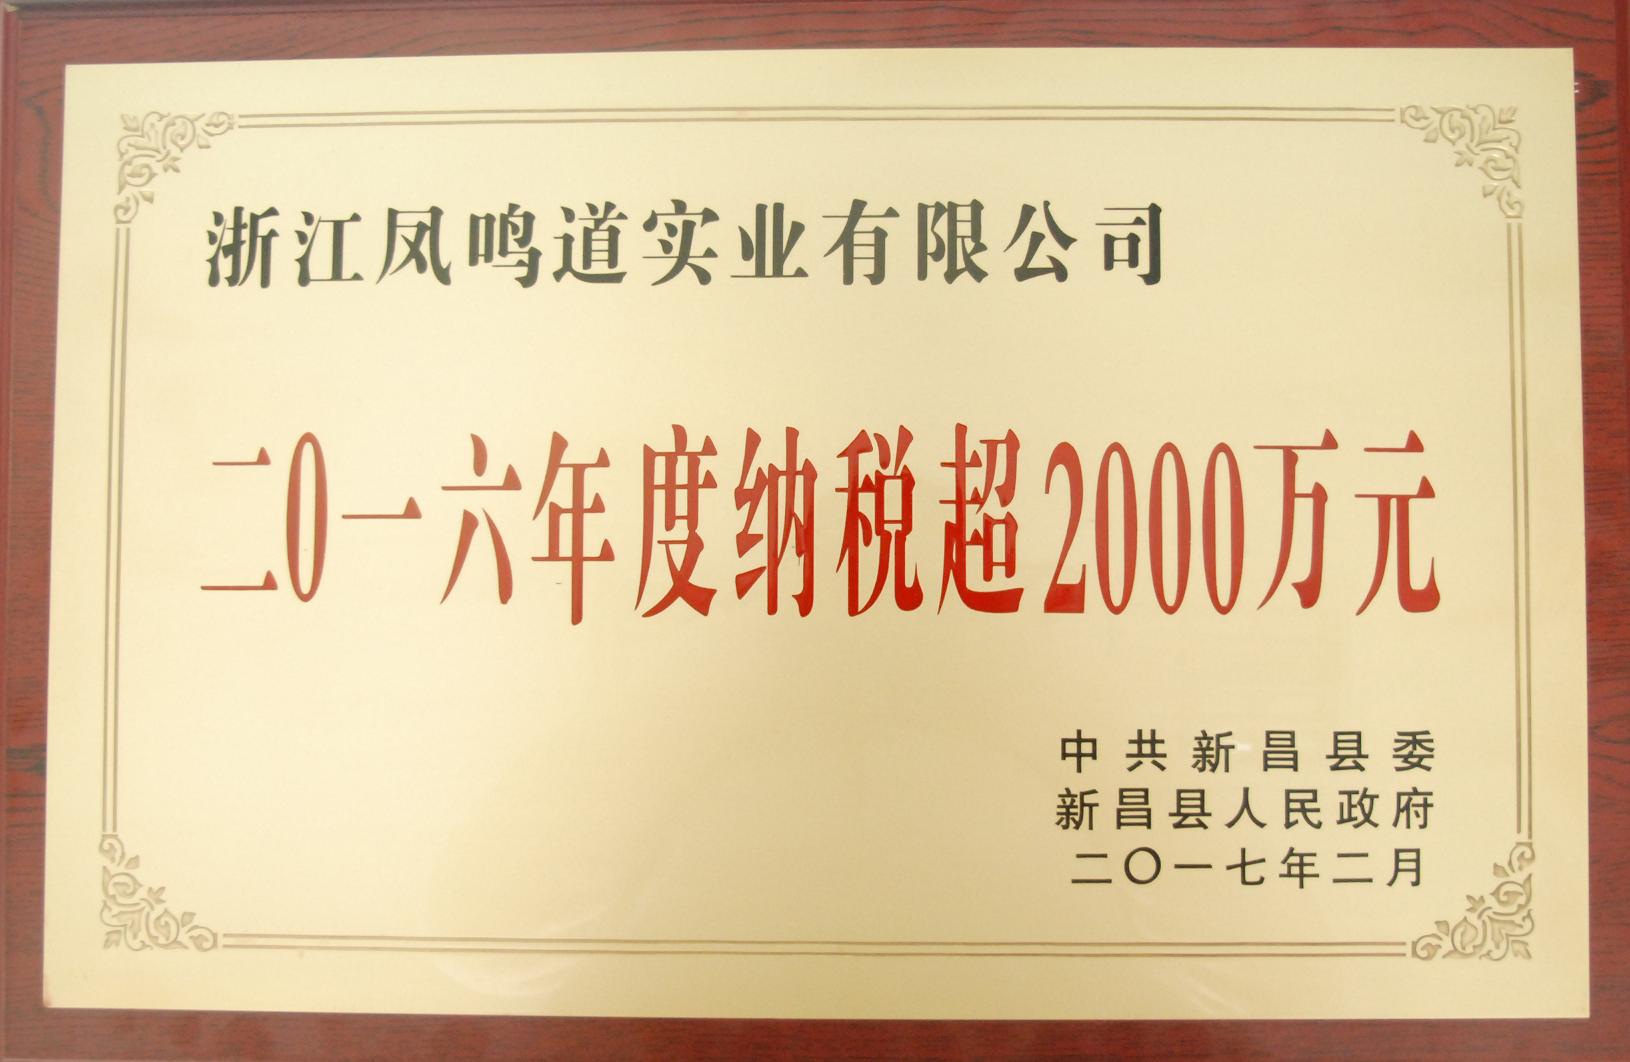 浙江凤鸣道实业有限公司
二0一六年度纳税超2000万元
中共新昌县委
新昌县人民政府
二〇一七年二月